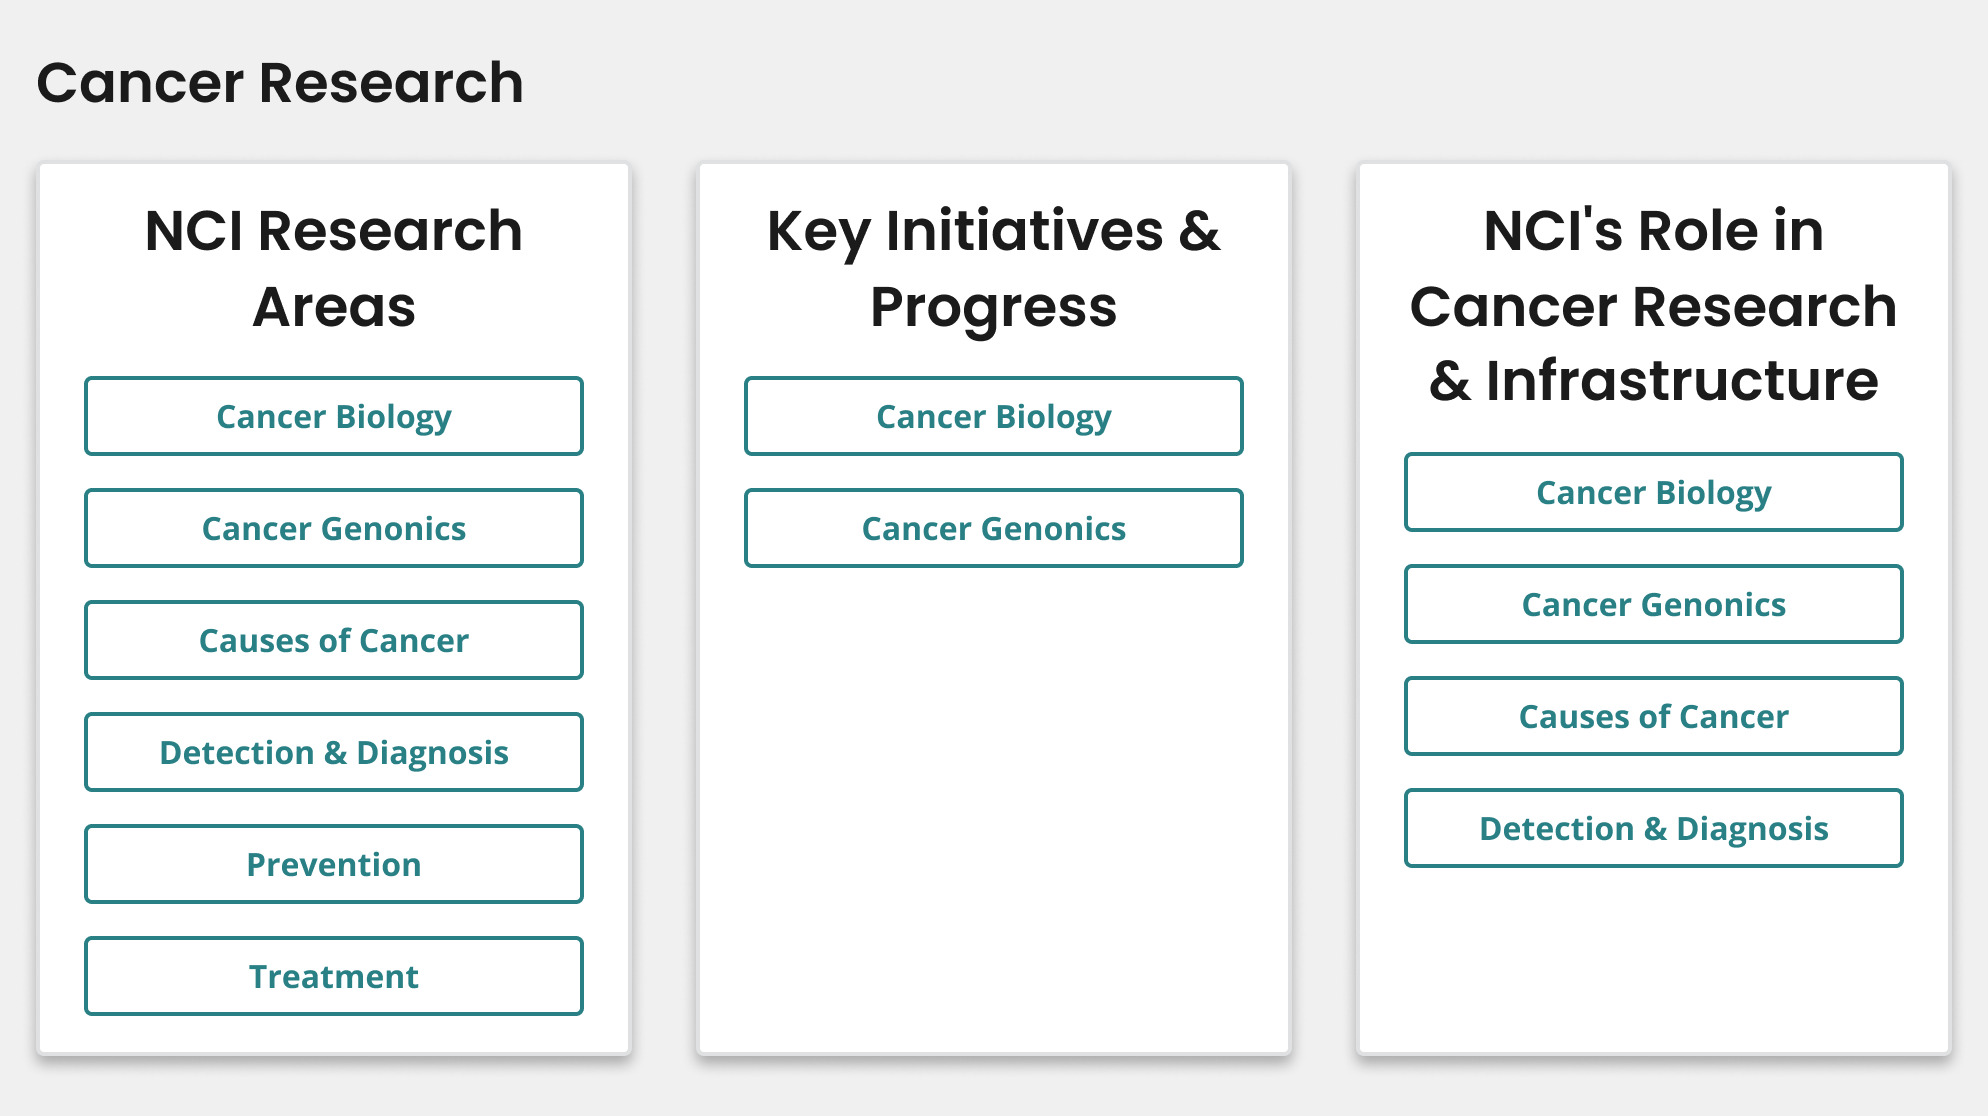 Cancer Research
NCI Research
Areas
Cancer Biology
Cancer Genonics
Causes of Cancer
Detection & Diagnosis
Prevention
Treatment
Key Initiatives &
Progress
Cancer Biology
Cancer Genonics
NCI's Role in
Cancer Research
& Infrastructure
Cancer Biology
Cancer Genonics
Causes of Cancer
Detection & Diagnosis